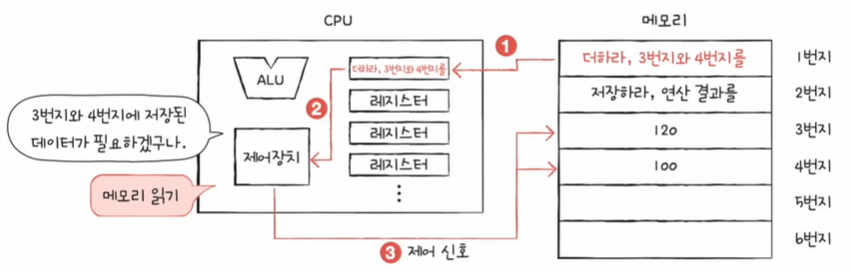 CPU
메모리
ALU
더하라, 3번지와 4번지를
레지스터
레지스터
레지스터
⋮
제어장치
3번지와 4번지에 저장된
데이터가 필요하겠구나.
메모리 읽기
1
2
3 제어 신호
더하라, 3번지와 4번지를 1번지
저장하라, 연산 결과를 2번지
120 3번지
100 4번지
5번지
6번지